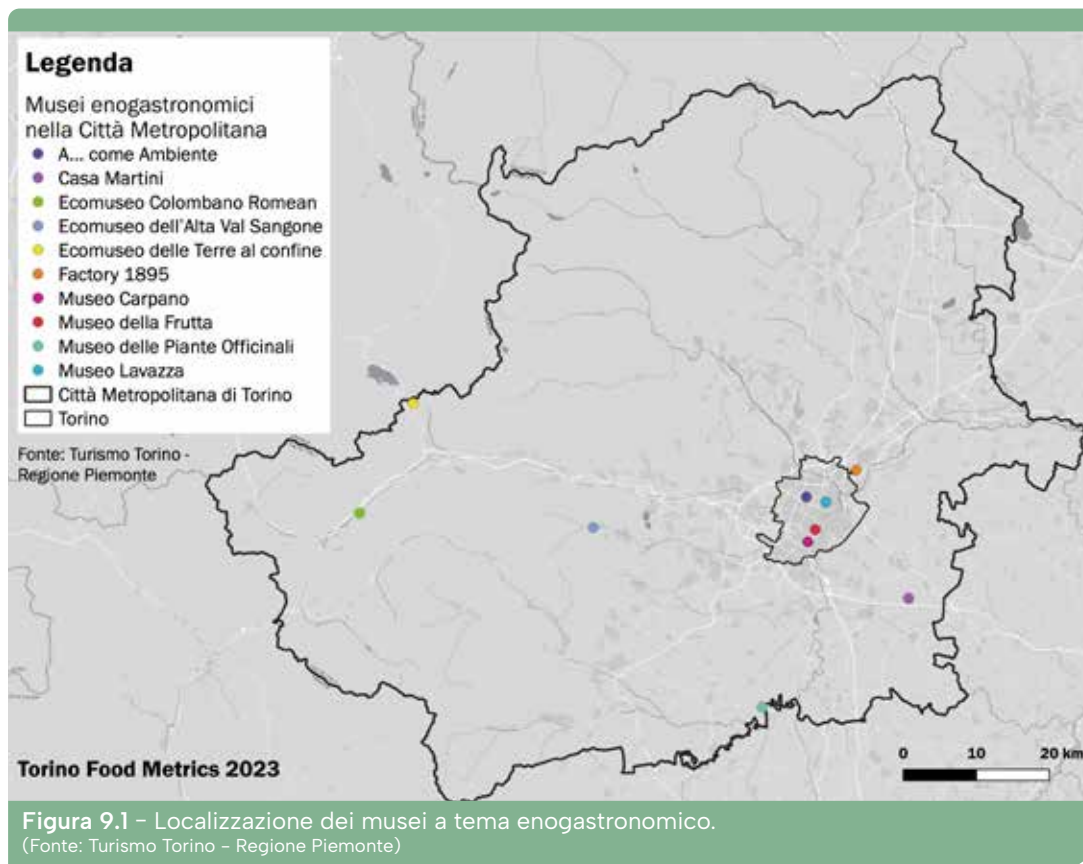 Legenda
Musei enogastronomici
nella Città Metropolitana
A... come Ambiente
Casa Martini
Ecomuseo Colombano Romean
Ecomuseo dell'Alta Val Sangone
Ecomuseo delle Terre al confine
Factory 1895
Museo Carpano
Museo della Frutta
Museo delle Piante Officinali
Museo Lavazza
Città Metropolitana di Torino
Torino
Fonte: Turismo Torino -
Regione Piemonte
Torino Food Metrics 2023
0 10 20 km
Figura 9.1 – Localizzazione dei musei a tema enogastronomico.
(Fonte: Turismo Torino – Regione Piemonte)